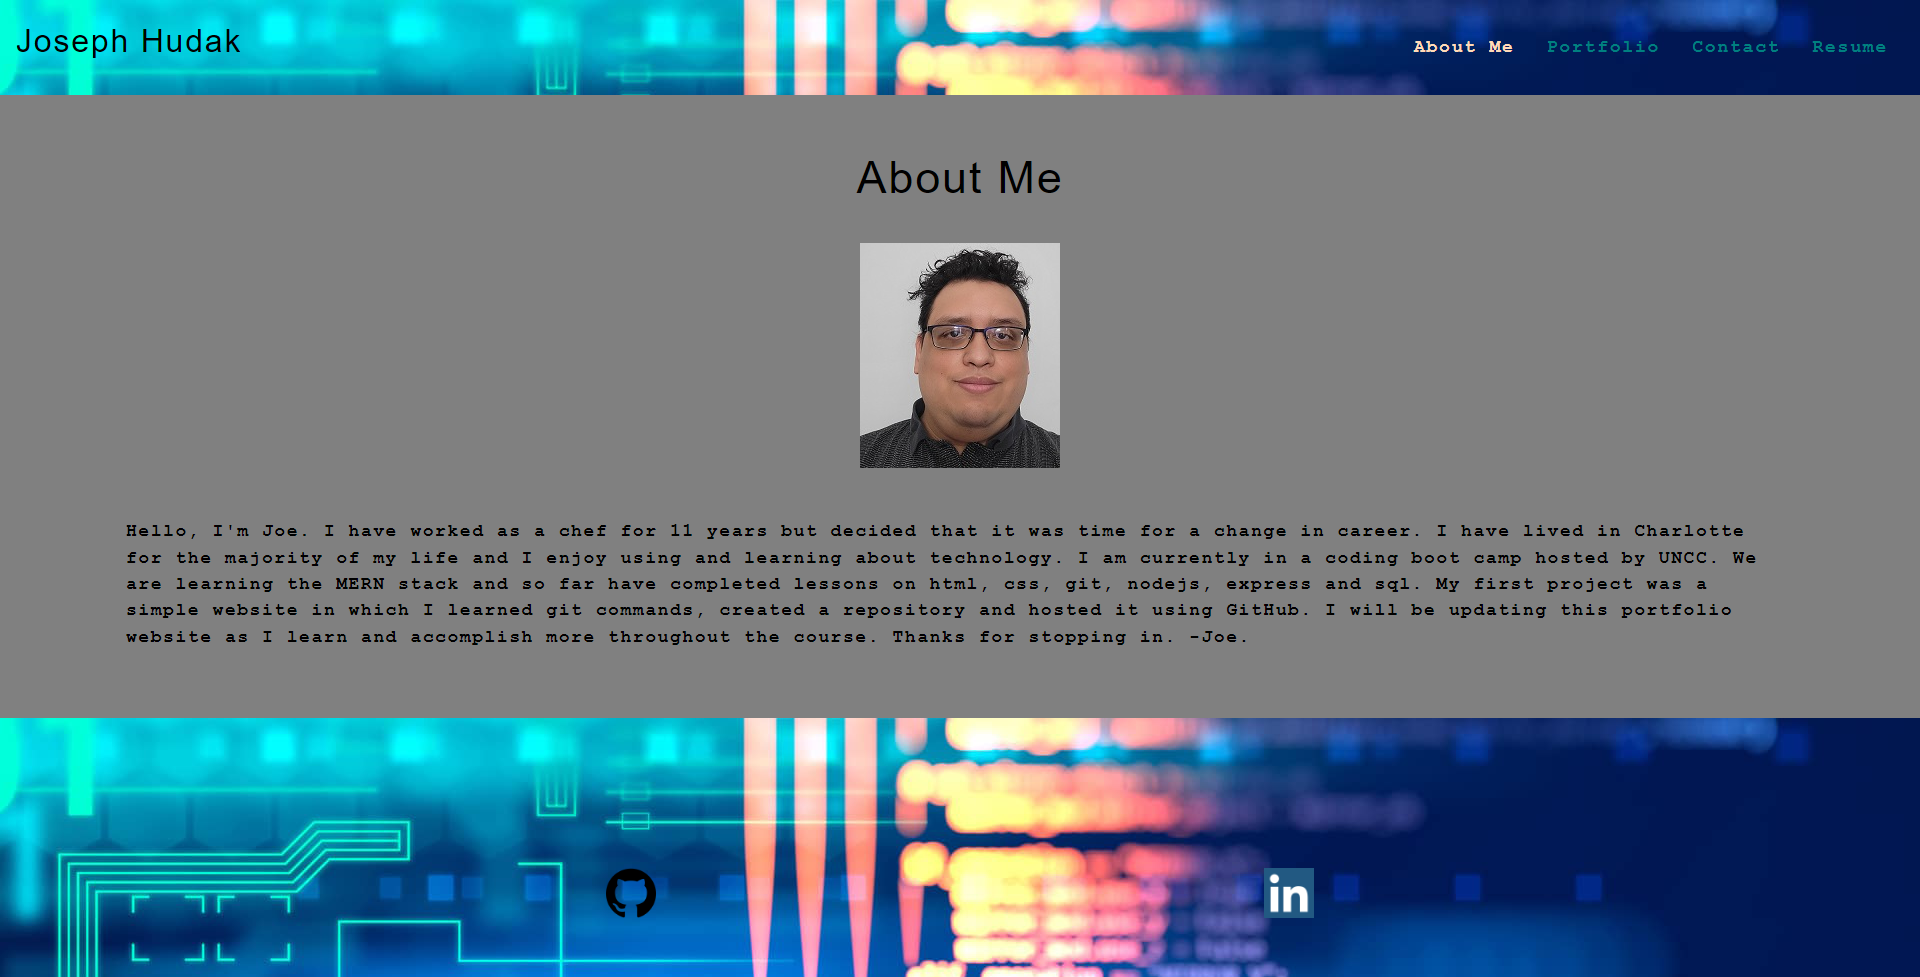 Joseph Hudak
About Me Portfolio Contact Resume
About Me
Hello, I'm Joe. I have worked as a chef for 11 years but decided that it was time for a change in career. I have lived in Charlotte
for the majority of my life and I enjoy using and learning about technology. I am currently in a coding boot camp hosted by UNCC. We
are learning the MERN stack and so far have completed lessons on html, css, git, nodejs, express and sql. My first project was a
simple website in which I learned git commands, created a repository and hosted it using GitHub. I will be updating this portfolio
website as I learn and accomplish more throughout the course. Thanks for stopping in. -Joe.
in